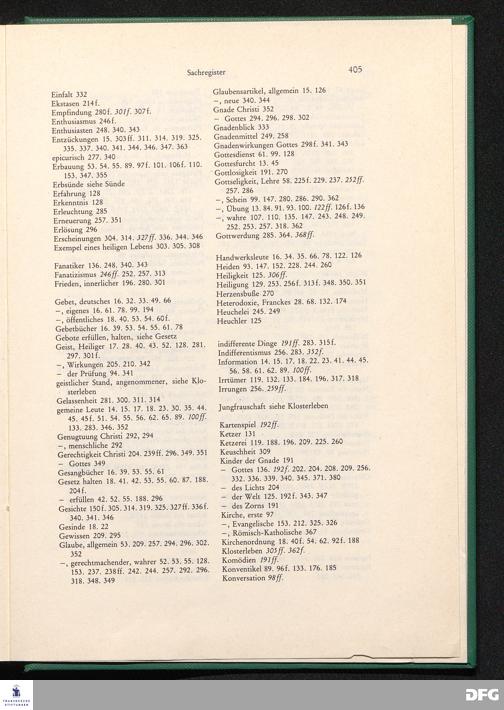 Sachregister
405
Einfalt 332
Ekstasen 214f.
Empfindung 280f. 301f. 307f.
Enthusiasmus 246f.
Enthusiasten 248. 340. 343
Entzückungen 15. 303ff. 311. 314. 319. 325.
335. 337. 340. 341. 344. 346. 347. 363
epicurisch 277. 340
Erbauung 53. 54. 55. 89. 97f. 101. 106f. 110.
153. 347. 355
Erbsünde siehe Sünde
Erfahrung 128
Erkenntnis 128
Erleuchtung 285
Erneuerung 257. 351
Erlösung 296
Erscheinungen 304. 314. 327ff. 336. 344. 346
Exempel eines heiligen Lebens 303. 305. 308
Fanatiker 136. 248. 340. 343
Fanatizismus 246ff. 252. 257. 313
Frieden, innerlicher 196. 280. 301
Gebet, deutsches 16. 32. 33. 49. 66
–, eigenes 16. 61. 78. 99. 194
–, öffentliches 18. 40. 53. 54. 60f.
Gebetbücher 16. 39. 53. 54. 55. 61. 78
Gebote erfüllen, halten, siehe Gesetz
Geist, Heiliger 17. 28. 40. 43. 52. 128. 281.
297. 301f.
–, Wirkungen 205. 210. 342
– der Prüfung 94. 341
geistlicher Stand, angenommener, siehe Klo-
sterleben
Gelassenheit 281. 300. 311. 314
gemeine Leute 14. 15. 17. 18. 23. 30. 35. 44.
45. 45f. 51. 54. 55. 56. 62. 65. 89. 100ff.
133. 283. 346. 352
Genugtuung Christi 292, 294
–, menschliche 292
Gerechtigkeit Christi 204. 239ff. 296. 349. 351
– Gottes 349
Gesangbücher 16. 39. 53. 55. 61
Gesetz halten 18. 41. 42. 53. 55. 60. 87. 188.
204f.
– erfüllen 42. 52. 55. 188. 296
Gesichte 150f. 305. 314. 319. 325. 327ff. 336f.
340. 341. 346
Gesinde 18. 22
Gewissen 209. 295
Glaube, allgemein 53. 209. 257. 294. 296. 302.
352
–, gerechtmachender, wahrer 52. 53. 55. 128.
153. 237. 238ff. 242. 244. 257. 292. 296.
318. 348. 349
Glaubensartikel, allgemein 15. 126
–, neue 340. 344
Gnade Christi 352
– Gottes 294. 296. 298. 302
Gnadenblick 333
Gnadenmittel 249. 258
Gnadenwirkungen Gottes 298f. 341. 343
Gottesdienst 61. 99. 128
Gottesfurcht 13. 45
Gottlosigkeit 191. 270
Gottseligkeit, Lehre 58. 225f. 229. 237. 252ff.
257. 286
–, Schein 99. 147. 280. 286. 290. 362
–, Übung 13. 84. 91. 93. 100. 122ff. 126f. 136
–, wahre 107. 110. 135. 147. 243. 248. 249.
252. 253. 257. 318. 362
Gottwerdung 285. 364. 368ff.
Handwerksleute 16. 34. 35. 66. 78. 122. 126
Heiden 93. 147. 152. 228. 244. 260
Heiligkeit 125. 306ff.
Heiligung 129. 253. 256f. 313f. 348. 350. 351
Herzensbuße 270
Heterodoxie, Franckes 28. 68. 132. 174
Heuchelei 245. 249
Heuchler 125
indifferente Dinge 191ff. 283. 315f.
Indifferentismus 256. 283. 352f.
Information 14. 15. 17. 18. 22. 23. 41. 44. 45.
56. 58. 61. 62. 89. 100ff.
Irrtümer 119. 132. 133. 184. 196. 317. 318
Irrungen 256. 259ff.
Jungfrauschaft siehe Klosterleben
Kartenspiel 192ff.
Ketzer 131
Ketzerei 119. 188. 196. 209. 225. 260
Keuschheit 309
Kinder der Gnade 191
– Gottes 136. 192f. 202. 204. 208. 209. 256.
332. 336. 339. 340. 345. 371. 380
– des Lichts 204
– der Welt 125. 192f. 343. 347
– des Zorns 191
Kirche, erste 97
–, Evangelische 153. 212. 325. 326
–, Römisch-Katholische 367
Kirchenordnung 18. 40f. 54. 62. 92f. 188
Klosterleben 305ff. 362f.
Komödien 191ff.
Konventikel 89. 96f. 133. 176. 185
Konversation 98ff.
FRANCKESCHE
STIFTUNGEN
DFG